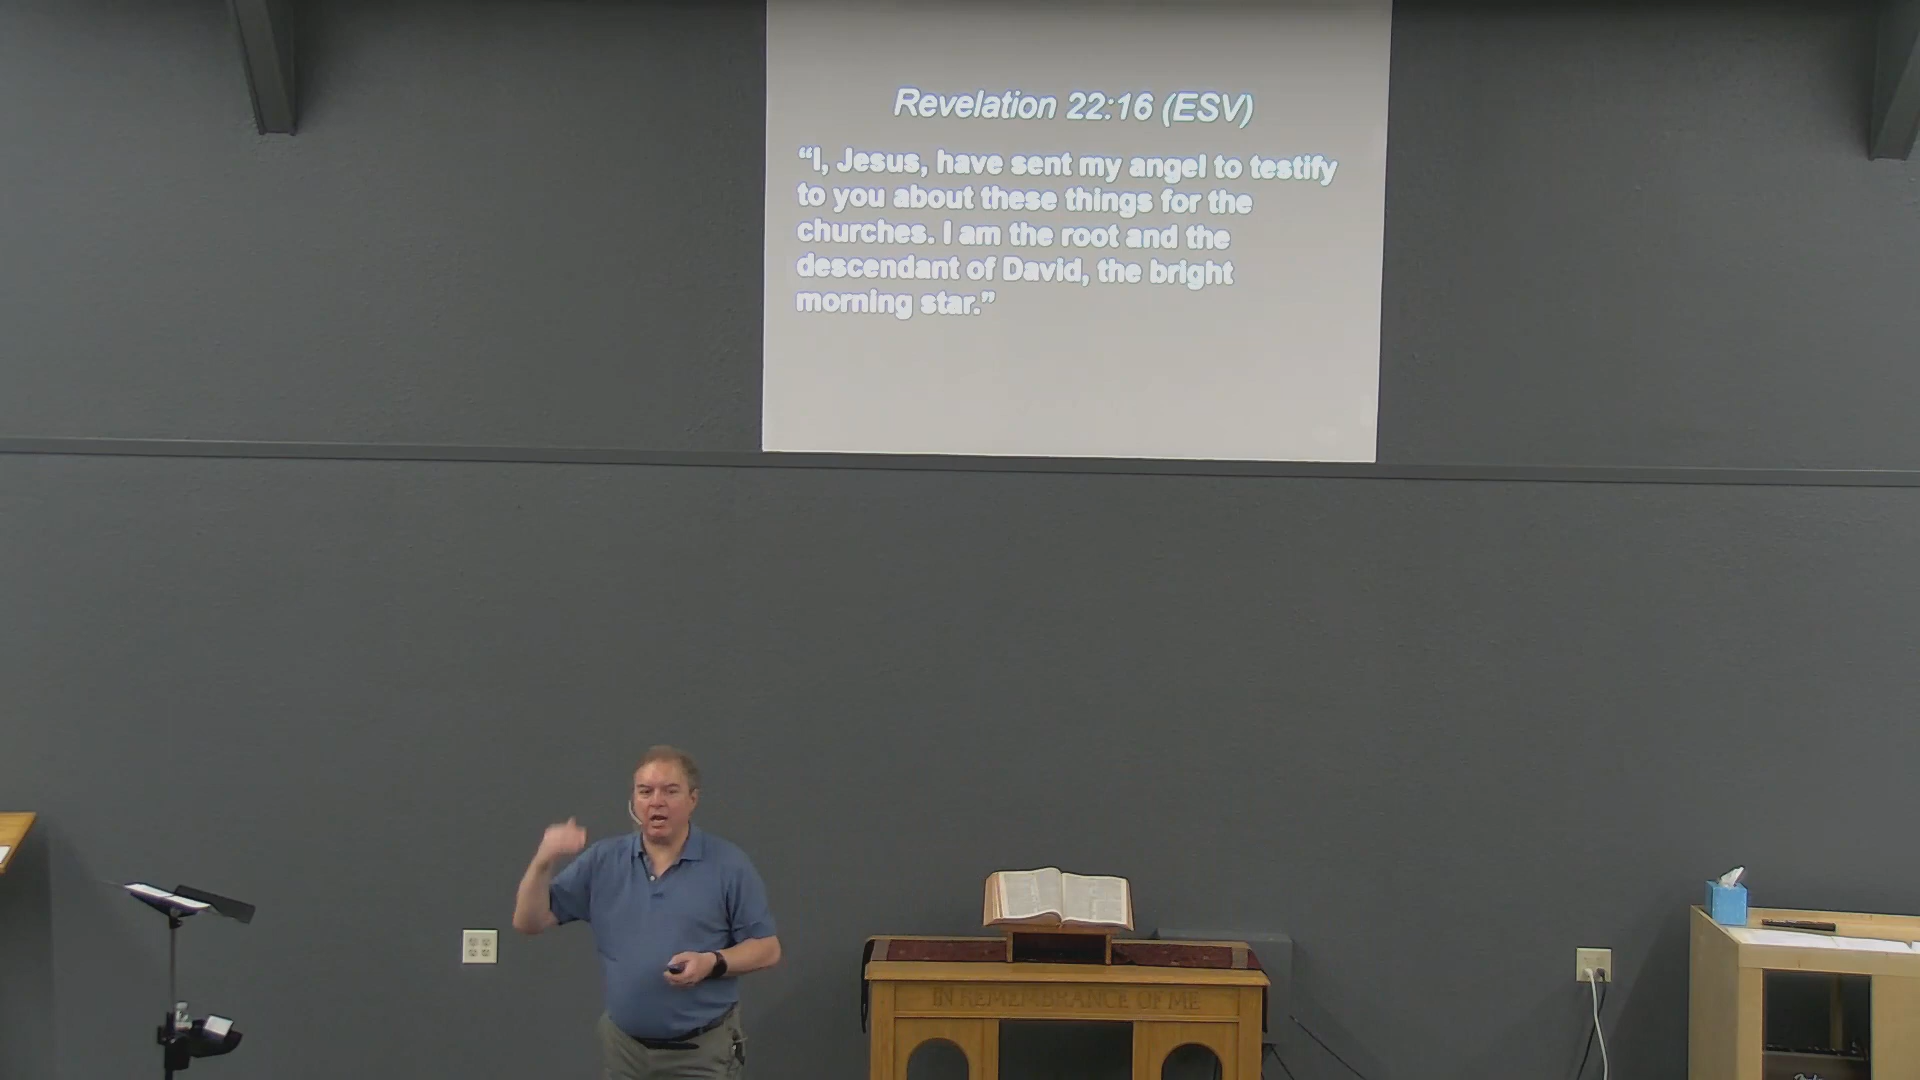 Revelation 22:16 (ESV)
“I, Jesus, have sent my angel to testify
to you about these things for the
churches. I am the root and the
descendant of David, the bright
morning star.”
IN REMEMBRANCE OF ME